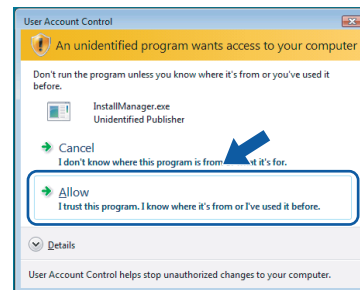 User Account Control
An unidentified program wants access to your computer
Don't run the program unless you know where it's from or you've used it
before.
InstallManager.exe
Unidentified Publisher
Cancel
I don't know where this program is from it's for.
Allow
I trust this program. I know where it's from or I've used it before.
Details
User Account Control helps stop unauthorized changes to your computer.